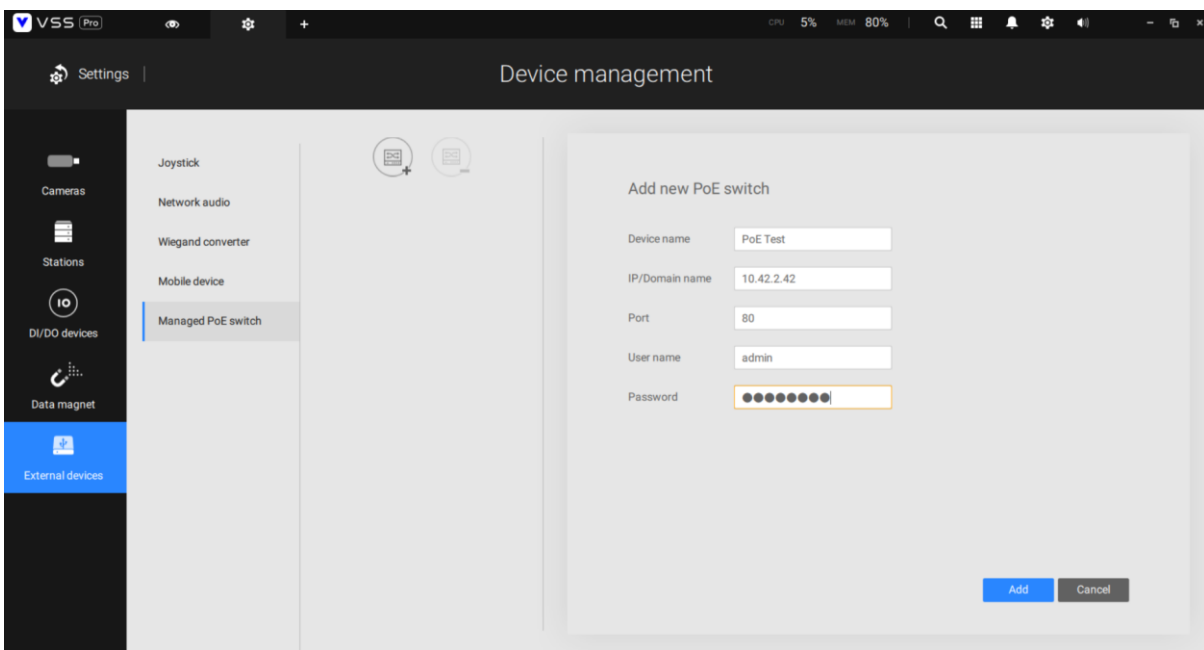 VSS Pro
CPU 5% MEM 80%
Settings
Device management
Cameras
Stations
IO
DI/DO devices
Data magnet
External devices
Joystick
Network audio
Wiegand converter
Mobile device
Managed PoE switch
Add new PoE switch
Device name PoE Test
IP/Domain name 10.42.2.42
Port 80
User name admin
Password
Add Cancel